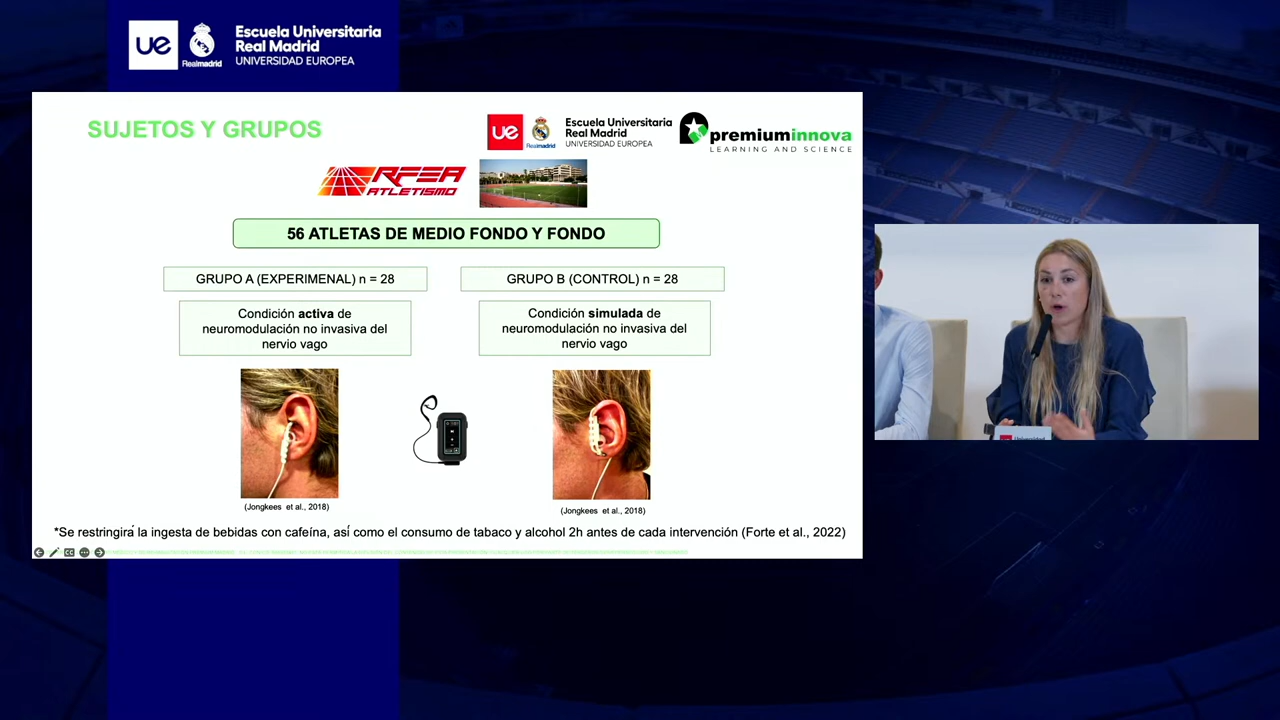 ue
Realmadrid
Escuela Universitaria
Real Madrid
UNIVERSIDAD EUROPEA
SUJETOS Y GRUPOS
ue
Realmadrid
Escuela Universitaria
Real Madrid
UNIVERSIDAD EUROPEA
premiuminnova
LEARNING AND SCIENCE
RFEA
ATLETISMO
56 ATLETAS DE MEDIO FONDO Y FONDO
GRUPO A (EXPERIMENAL) n = 28
GRUPO B (CONTROL) n = 28
Condición activa de
neuromodulación no invasiva del
nervio vago
Condición simulada de
neuromodulación no invasiva del
nervio vago
(Jongkees et al., 2018)
(Jongkees et al., 2018)
*Se restringirá la ingesta de bebidas con cafeína, así como el consumo de tabaco y alcohol 2h antes de cada intervención (Forte et al., 2022)
CC
Universidad